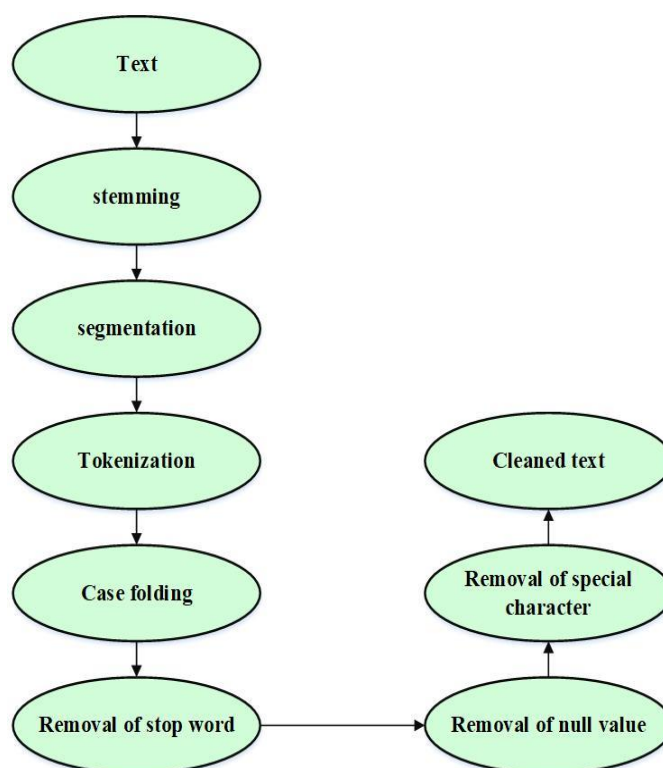 Text
stemming
segmentation
Tokenization
Case folding
Removal of stop word
Removal of null value
Removal of special
character
Cleaned text